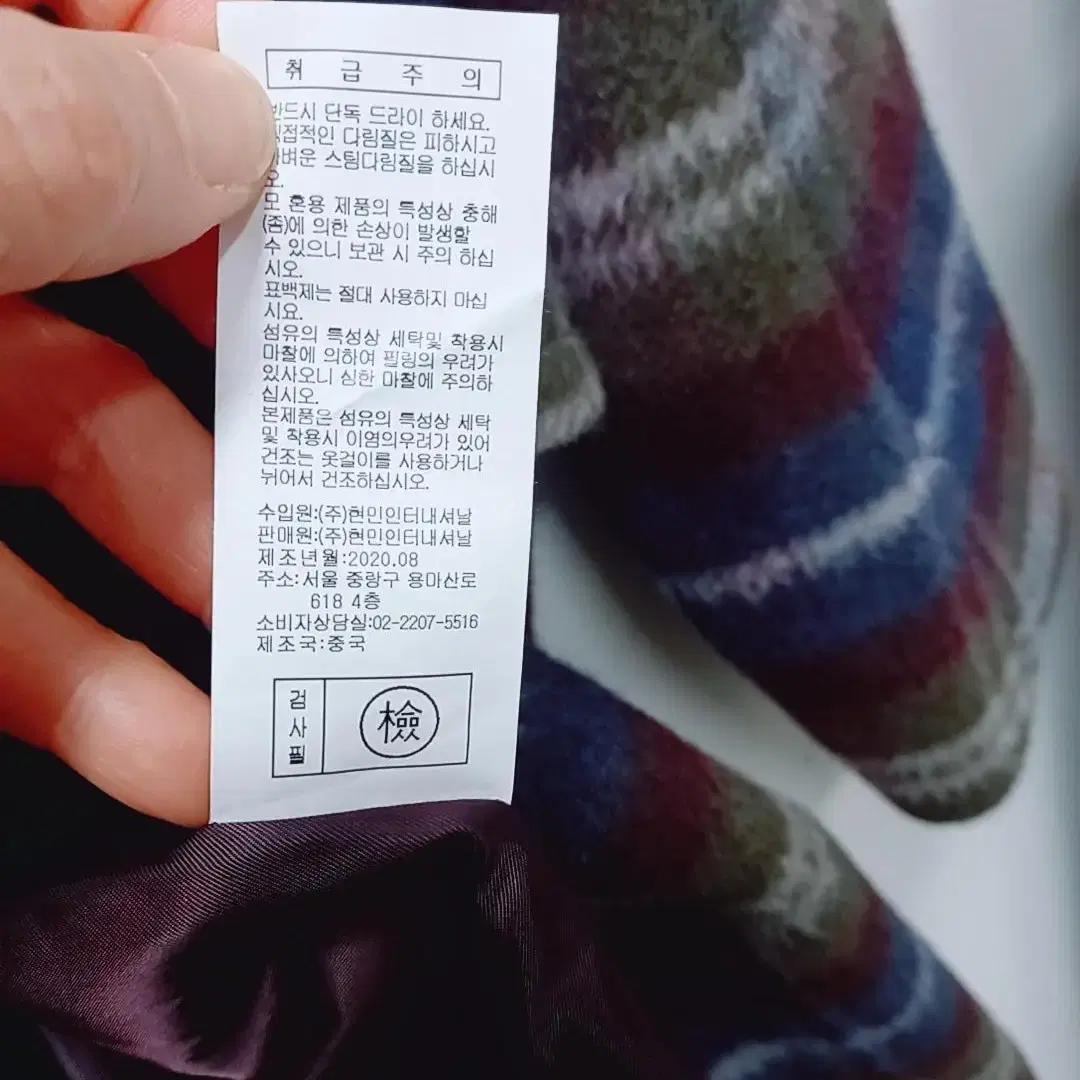 취급주의
반드시 단독 드라이 하세요.
직접적인 다림질은 피하시고
가벼운 스팀다림질을 하십시
오.
모 혼용 제품의 특성상 충해
(좀)에 의한 손상이 발생할
수 있으니 보관 시 주의 하십
시오.
표백제는 절대 사용하지 마십
시요.
섬유의 특성상 세탁및 착용시
마찰에 의하여 필링의 우려가
있사오니 심한 마찰에 주의하
십시오.
본제품은 섬유의 특성상 세탁
및 착용시 이염의우려가 있어
건조는 옷걸이를 사용하거나
뉘어서 건조하십시오.
수입원:(주)현민인터내셔날
판매원:(주)현민인터내셔날
제조년월:2020.08
주소:서울 중랑구 용마산로
618 4층
소비자상담실:02-2207-5516
제조국:중국
검사필
檢